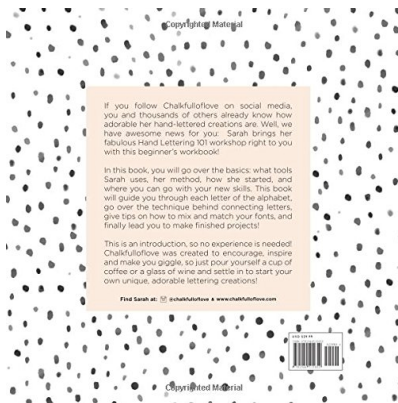 Copyrighted Material
If you follow Chalkfulloflove on social media,
you and thousands of others already know how
adorable her hand-lettered creations are. Well, we
have awesome news for you: Sarah brings her
fabulous Hand Lettering 101 workshop right to you
with this beginner's workbook!
In this book, you will go over the basics: what tools
Sarah uses, her method, how she started, and
where you can go with your new skills. This book
will guide you through each letter of the alphabet,
go over the technique behind connecting letters,
give tips on how to mix and match your fonts, and
finally lead you to make finished projects!
This is an introduction, so no experience is needed!
Chalkfulloflove was created to encourage, inspire
and make you giggle, so just pour yourself a cup of
coffee or a glass of wine and settle in to start your
own unique, adorable lettering creations!
Find Sarah at: @chalkfulloflove & www.chalkfulloflove.com
Copyrighted Material